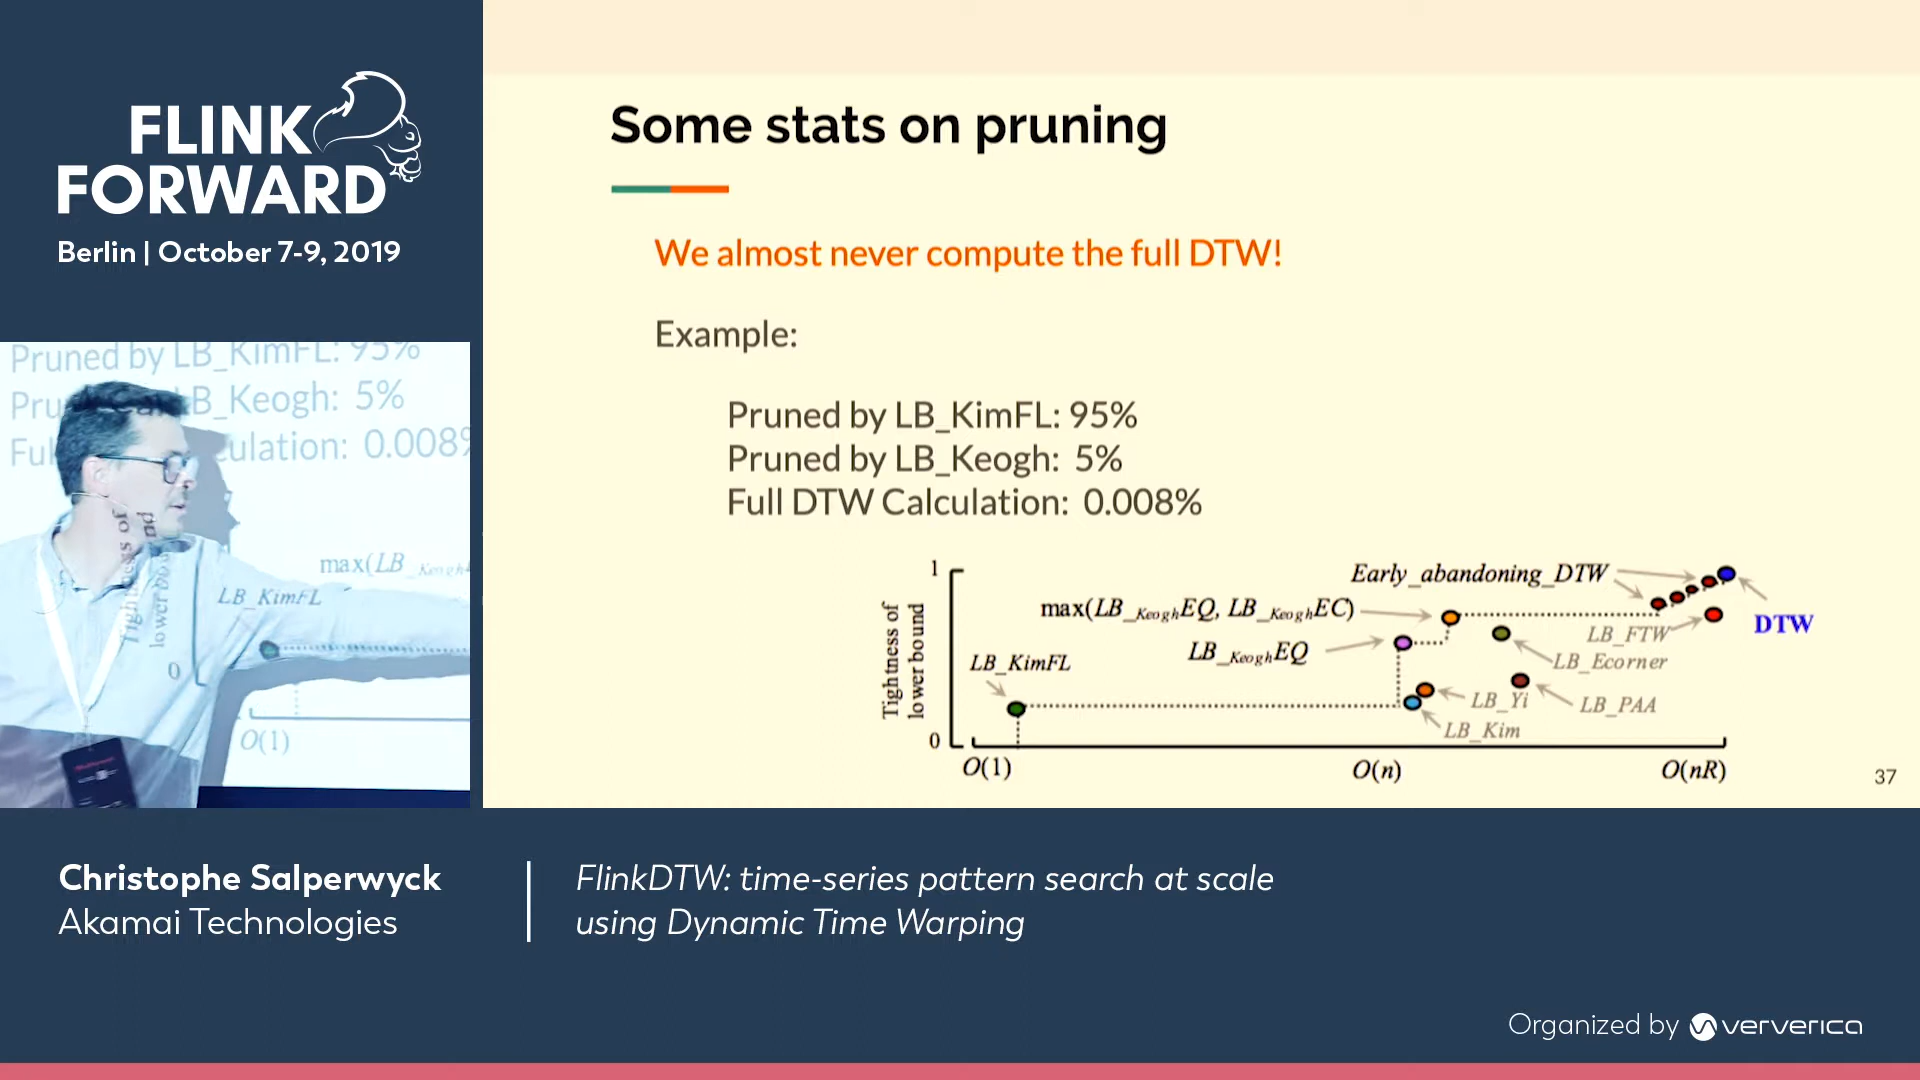 FLINK
FORWARD
Berlin | October 7-9, 2019
Some stats on pruning
We almost never compute the full DTW!
Example:
Pruned by LB_KimFL: 95%
Pruned by LB_Keogh: 5%
Full DTW Calculation: 0.008%
Tightness of
lower bound
1
0
Early_abandoning_DTW
max(LB_KeoghEQ, LB_KeoghEC)
DTW
LB_FTW
LB_KeoghEQ
LB_Ecorner
LB_KimFL
LB_Yi
LB_PAA
LB_Kim
O(1)
O(n)
O(nR)
37
Pruned by LB_KimFL: 95%
B_Keogh: 5%
ulation: 0.008%
max(LB_Keogh
LB_KimFL
Tightness of
lower bou nd
0
O(1)
Christophe Salperwyck
Akamai Technologies
FlinkDTW: time-series pattern search at scale
using Dynamic Time Warping
Organized by ververica